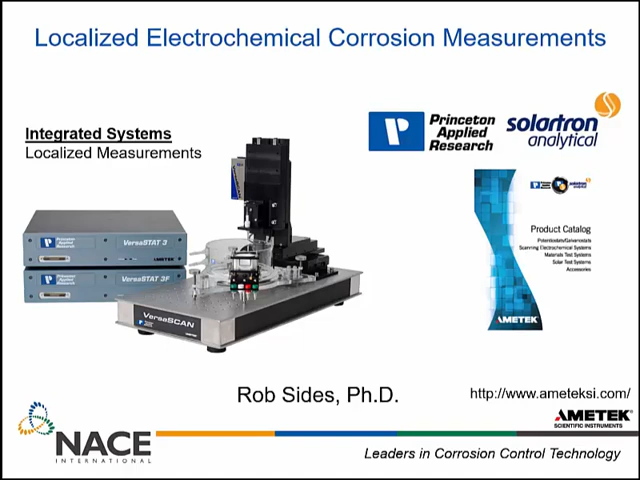 Localized Electrochemical Corrosion Measurements
Integrated Systems
Localized Measurements
Princeton
Applied
Research
solartron
analytical
Product Catalog
Potentiostats/Galvanostats
Scanning Electrochemical Systems
Materials Test Systems
Solar Test Systems
Accessories
AMETEK
Princeton
Applied
Research
VersaSTAT 3
AMETEK
Princeton
Applied
VersaSTAT 3F
VersaSCAN
Rob Sides, Ph.D.
http://www.ameteksi.com/
AMETEK
SCIENTIFIC INSTRUMENTS
NACE
INTERNATIONAL
Leaders in Corrosion Control Technology